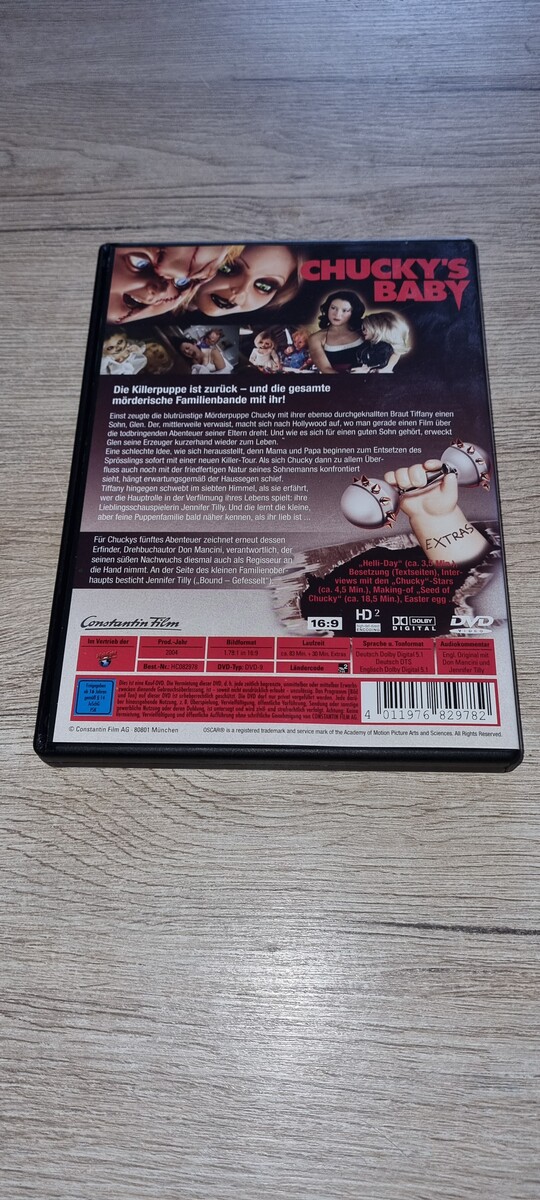 CHUCKY'S
BABY
Die Killerpuppe ist zurück – und die gesamte
mörderische Familienbande mit ihr!
Einst zeugte die blutrünstige Mörderpuppe Chucky mit ihrer ebenso durchgeknallten Braut Tiffany einen
Sohn, Glen. Der, mittlerweile verwaist, macht sich nach Hollywood auf, wo man gerade einen Film über
die todbringenden Abenteuer seiner Eltern dreht. Und wie es sich für einen guten Sohn gehört, erweckt
Glen seine Erzeuger kurzerhand wieder zum Leben.
Eine schlechte Idee, wie sich herausstellt, denn Mama und Papa beginnen zum Entsetzen des
Sprösslings sofort mit einer neuen Killer-Tour. Als sich Chucky dann zu allem Über-
fluss auch noch mit der friedfertigen Natur seines Sohnemanns konfrontiert
sieht, hängt erwartungsgemäß der Haussegen schief.
Tiffany hingegen schwebt im siebten Himmel, als sie erfährt,
wer die Hauptrolle in der Verfilmung ihres Lebens spielt: ihre
Lieblingsschauspielerin Jennifer Tilly. Und die lernt die kleine,
aber feine Puppenfamilie bald näher kennen, als ihr lieb ist ...
Für Chuckys fünftes Abenteuer zeichnet erneut dessen
Erfinder, Drehbuchautor Don Mancini, verantwortlich, der
seinen süßen Nachwuchs diesmal auch als Regisseur an
die Hand nimmt. An der Seite des kleinen Familienober-
haupts besticht Jennifer Tilly („Bound – Gefesselt").
EXTRAS
„Helli-Day" (ca. 3,5 Min.),
Besetzung (Textseiten), Inter-
views mit den „Chucky"-Stars
(ca. 4,5 Min.), Making-of „Seed of
Chucky" (ca. 18,5 Min.), Easter egg
Constantin Film
16:9
HD²
DOLBY
DIGITAL
DVD
VIDEO
Im Vertrieb der
Prod.-Jahr
Bildformat
Laufzeit
Sprache u. Tonformat
Audiokommentar
2004
1.78:1 in 16:9
ca. 83 Min. + 30 Min. Extras
Deutsch Dolby Digital 5.1
Deutsch DTS
Englisch Dolby Digital 5.1
Engl. Original mit
Don Mancini und
Jennifer Tilly
Best.-Nr.: HC082978
DVD-Typ: DVD-9
Ländercode
2
Freigegeben
ab 16 Jahren
gemäß § 14
JuSchG
FSK
4 011976 829782
© Constantin Film AG · 80801 München
OSCAR® is a registered trademark and service mark of the Academy of Motion Picture Arts and Sciences. All Rights Reserved.